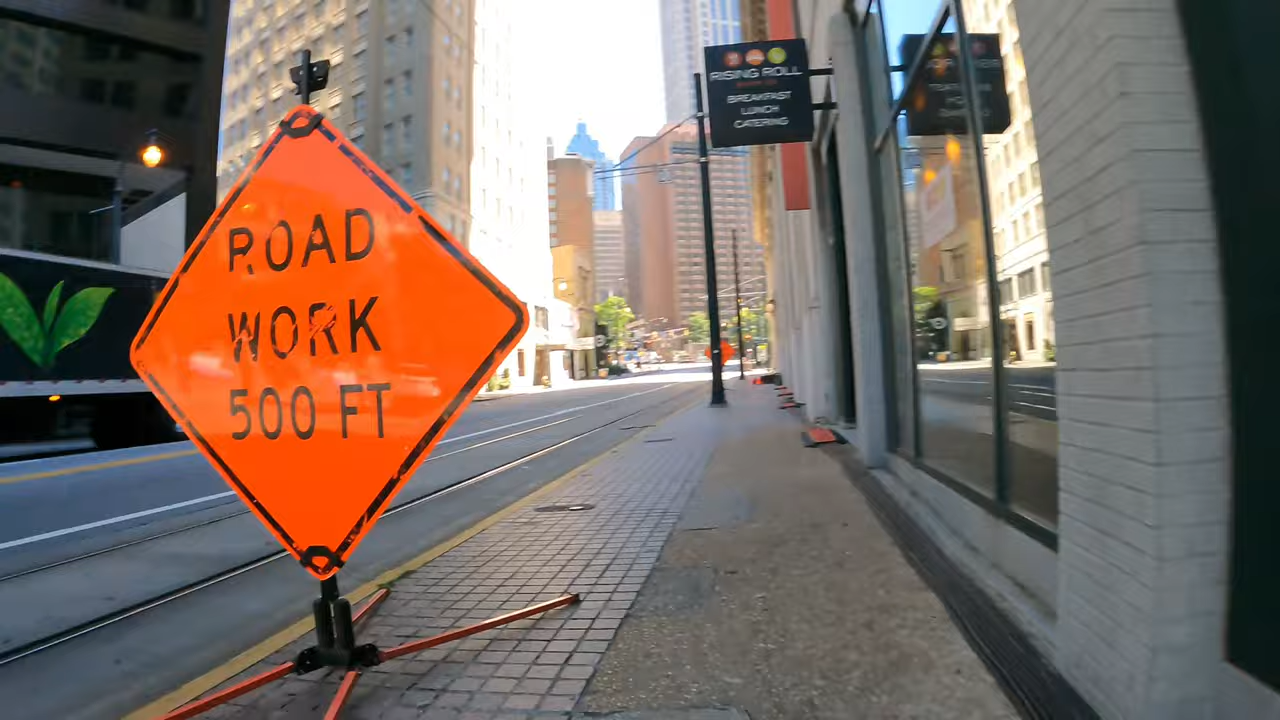 ROAD
WORK
500 FT
RISING ROLL
BREAKFAST
LUNCH
CATERING